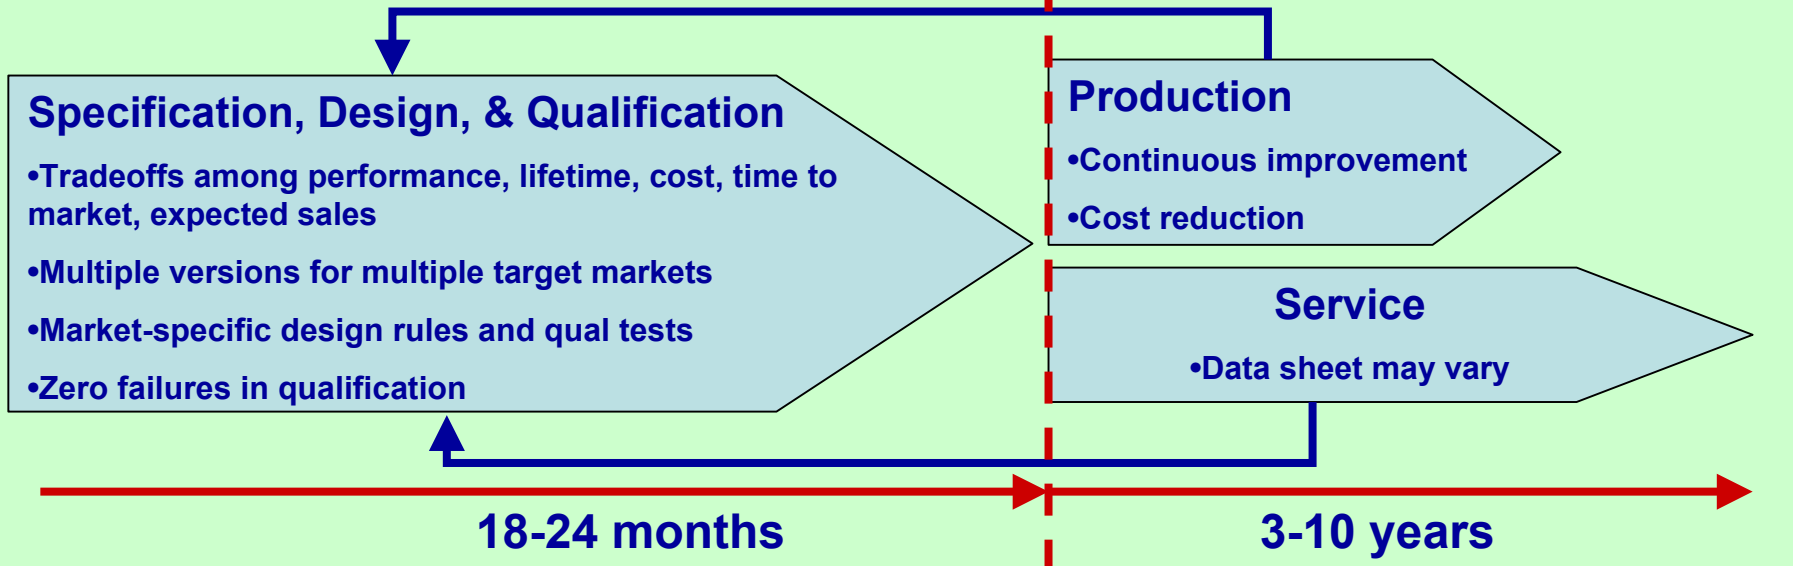 Specification, Design, & Qualification
•Tradeoffs among performance, lifetime, cost, time to
market, expected sales
•Multiple versions for multiple target markets
•Market-specific design rules and qual tests
•Zero failures in qualification
Production
•Continuous improvement
•Cost reduction
Service
•Data sheet may vary
18-24 months
3-10 years